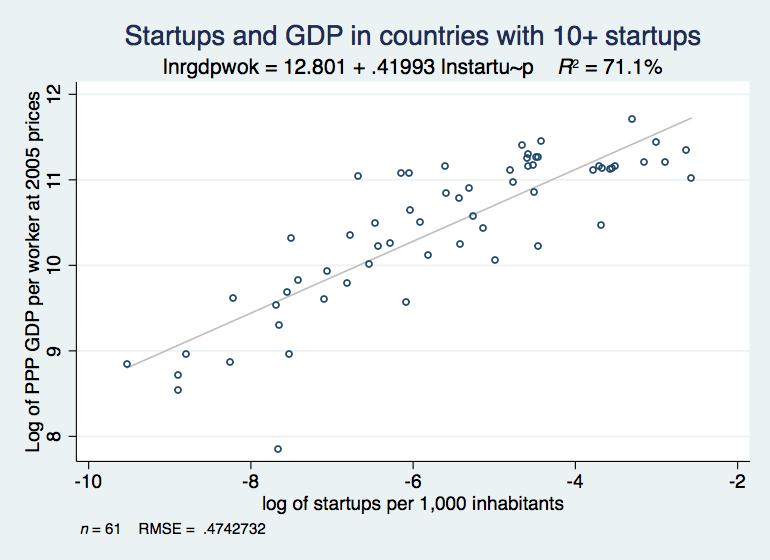 Startups and GDP in countries with 10+ startups
lnrgdpwok = 12.801 + .41993 lnstartu~p R² = 71.1%
Log of PPP GDP per worker at 2005 prices
12
11
10
9
8
-10 -8 -6 -4 -2
log of startups per 1,000 inhabitants
n = 61 RMSE = .4742732